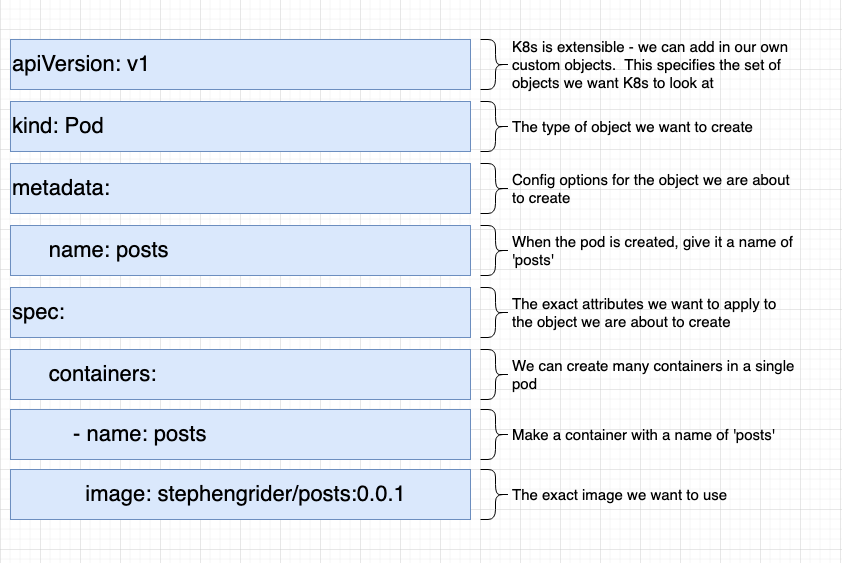 apiVersion: v1
K8s is extensible - we can add in our own
custom objects.  This specifies the set of
objects we want K8s to look at
kind: Pod
The type of object we want to create
metadata:
Config options for the object we are about
to create
name: posts
When the pod is created, give it a name of
'posts'
spec:
The exact attributes we want to apply to
the object we are about to create
containers:
We can create many containers in a single
pod
- name: posts
Make a container with a name of 'posts'
image: stephengrider/posts:0.0.1
The exact image we want to use